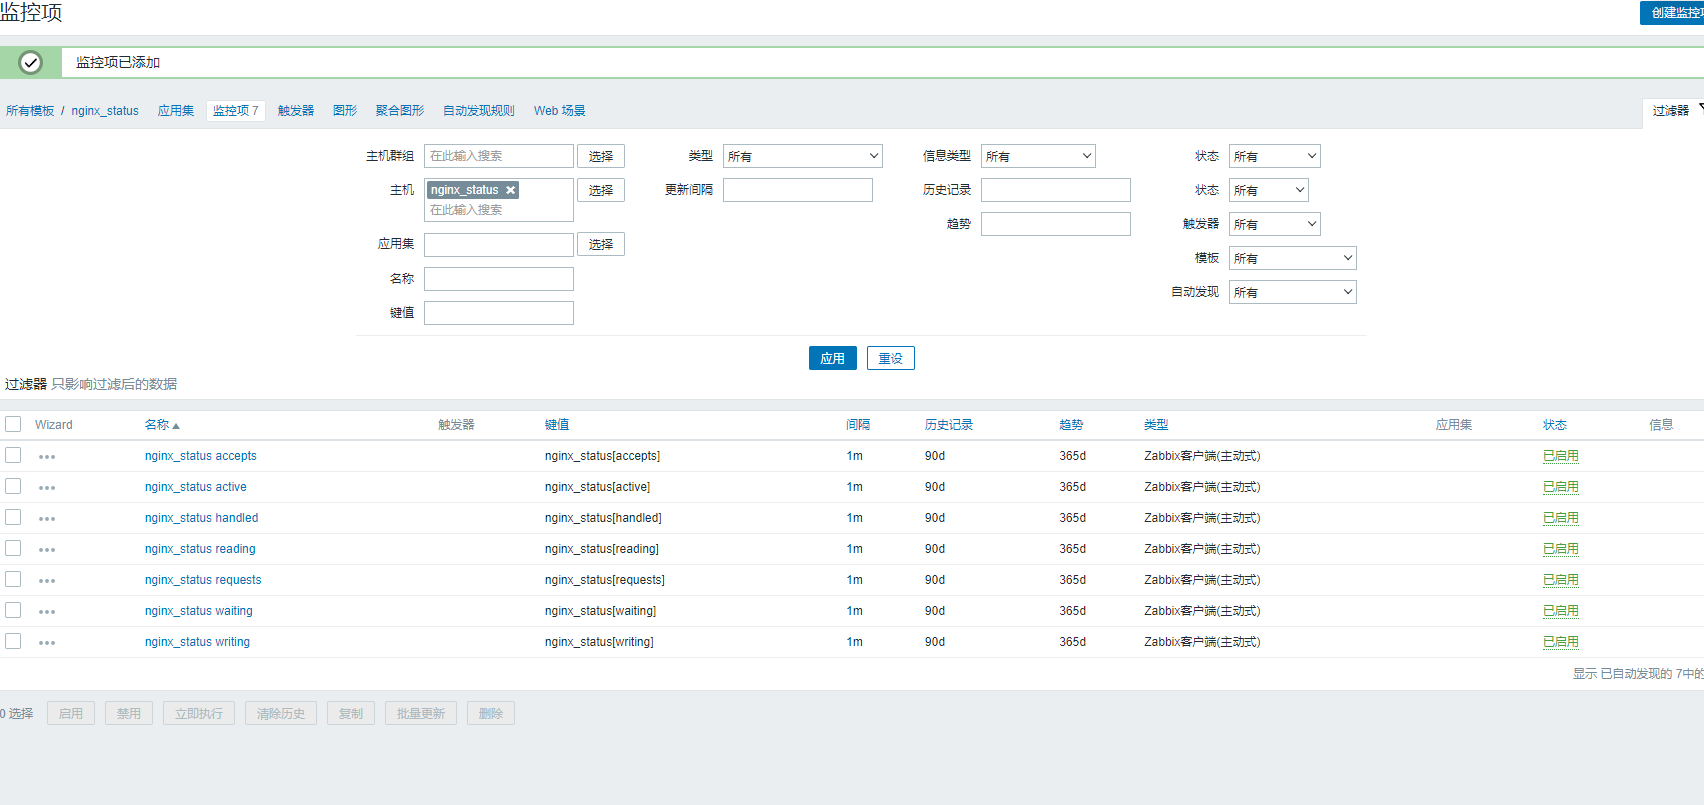 监控项
创建监控项
监控项已添加
所有模板 / nginx_status 应用集 监控项 7 触发器 图形 聚合图形 自动发现规则 Web 场景 过滤器
主机群组 在此输入搜索 选择 类型 所有 信息类型 所有 状态 所有
主机 nginx_status 选择 更新间隔 历史记录 状态 所有
在此输入搜索
趋势 触发器 所有
应用集 选择
模板 所有
名称
自动发现 所有
键值
应用 重设
过滤器 只影响过滤后的数据
Wizard 名称 触发器 键值 间隔 历史记录 趋势 类型 应用集 状态 信息
nginx_status accepts nginx_status[accepts] 1m 90d 365d Zabbix客户端(主动式) 已启用
nginx_status active nginx_status[active] 1m 90d 365d Zabbix客户端(主动式) 已启用
nginx_status handled nginx_status[handled] 1m 90d 365d Zabbix客户端(主动式) 已启用
nginx_status reading nginx_status[reading] 1m 90d 365d Zabbix客户端(主动式) 已启用
nginx_status requests nginx_status[requests] 1m 90d 365d Zabbix客户端(主动式) 已启用
nginx_status waiting nginx_status[waiting] 1m 90d 365d Zabbix客户端(主动式) 已启用
nginx_status writing nginx_status[writing] 1m 90d 365d Zabbix客户端(主动式) 已启用
显示 已自动发现的 7中的
0 选择 启用 禁用 立即执行 清除历史 复制 批量更新 删除